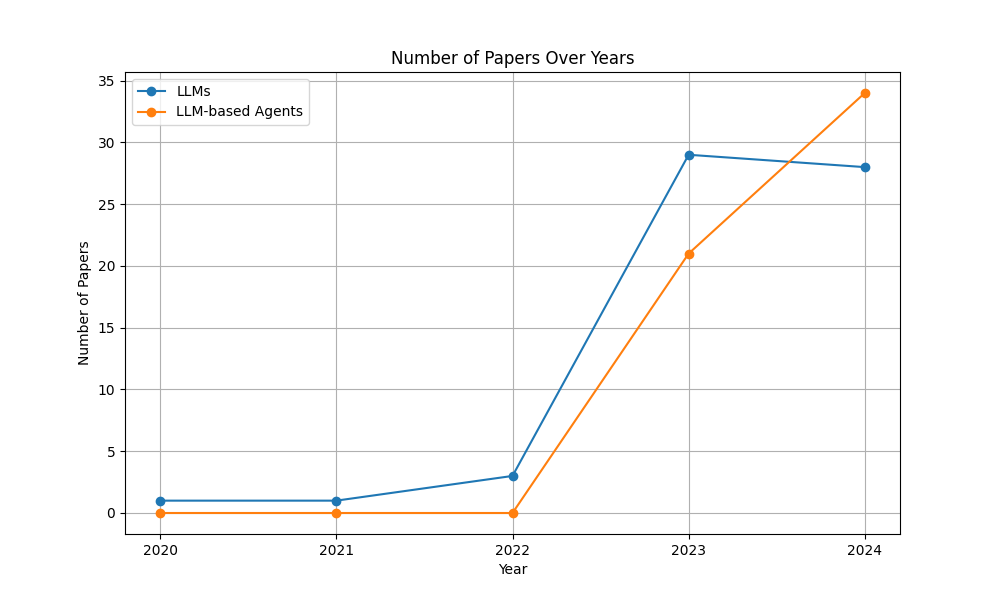 Number of Papers Over Years
LLMs
LLM-based Agents
Number of Papers
35
30
25
20
15
10
5
0
2020 2021 2022 2023 2024
Year